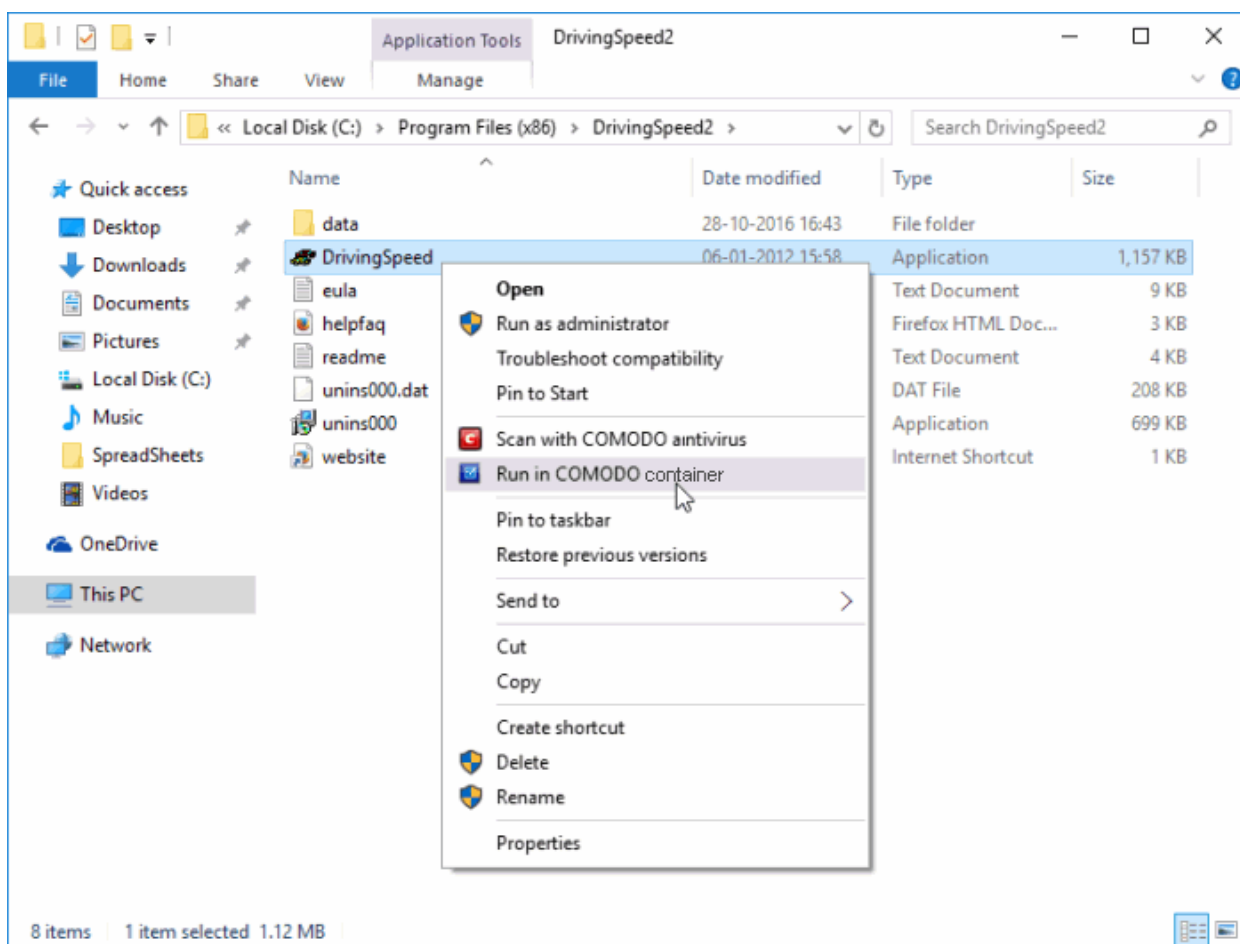 Application Tools DrivingSpeed2
File Home Share View Manage
« Local Disk (C:) > Program Files (x86) > DrivingSpeed2 > Search DrivingSpeed2
Name Date modified Type Size
Quick access
Desktop
Downloads
Documents
Pictures
Local Disk (C:)
Music
SpreadSheets
Videos
OneDrive
This PC
Network
data 28-10-2016 16:43 File folder
DrivingSpeed 06-01-2012 15:58 Application 1,157 KB
eula Text Document 9 KB
helpfaq Firefox HTML Doc... 3 KB
readme Text Document 4 KB
unins000.dat DAT File 208 KB
unins000 Application 699 KB
website Internet Shortcut 1 KB
Open
Run as administrator
Troubleshoot compatibility
Pin to Start
Scan with COMODO antivirus
Run in COMODO container
Pin to taskbar
Restore previous versions
Send to >
Cut
Copy
Create shortcut
Delete
Rename
Properties
8 items 1 item selected 1.12 MB